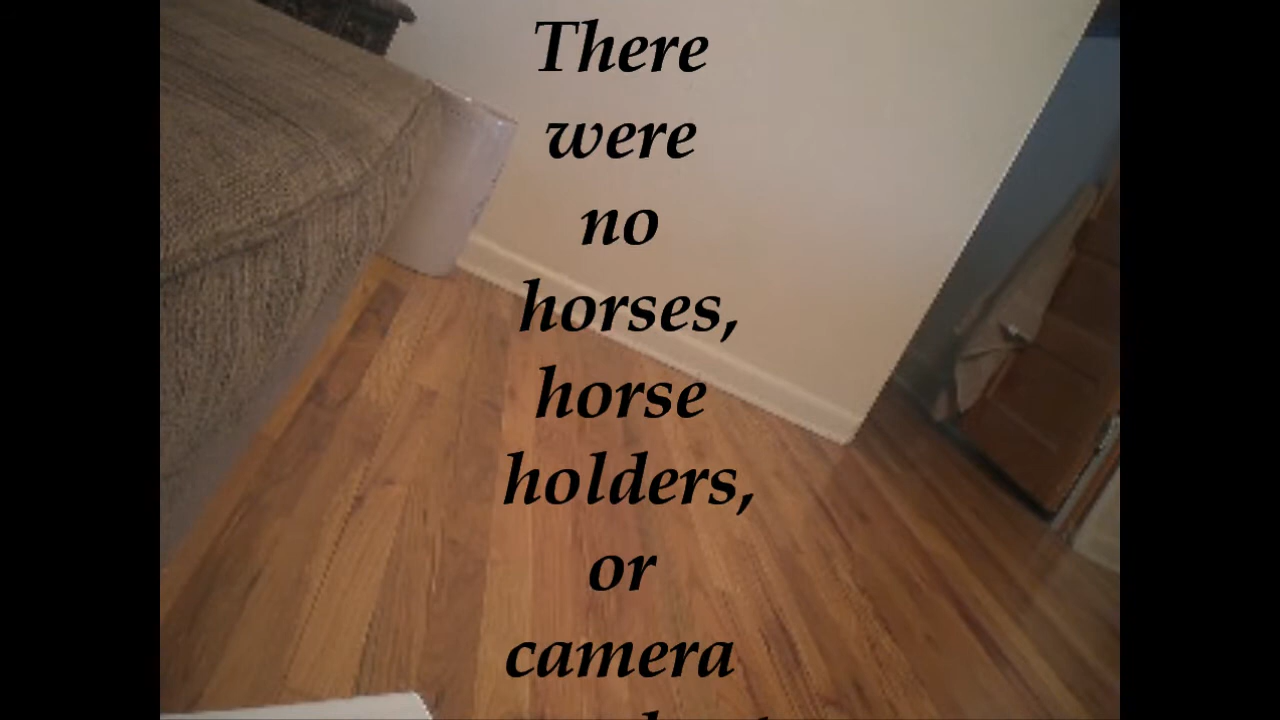 There
were
no
horses,
horse
holders,
or
camera